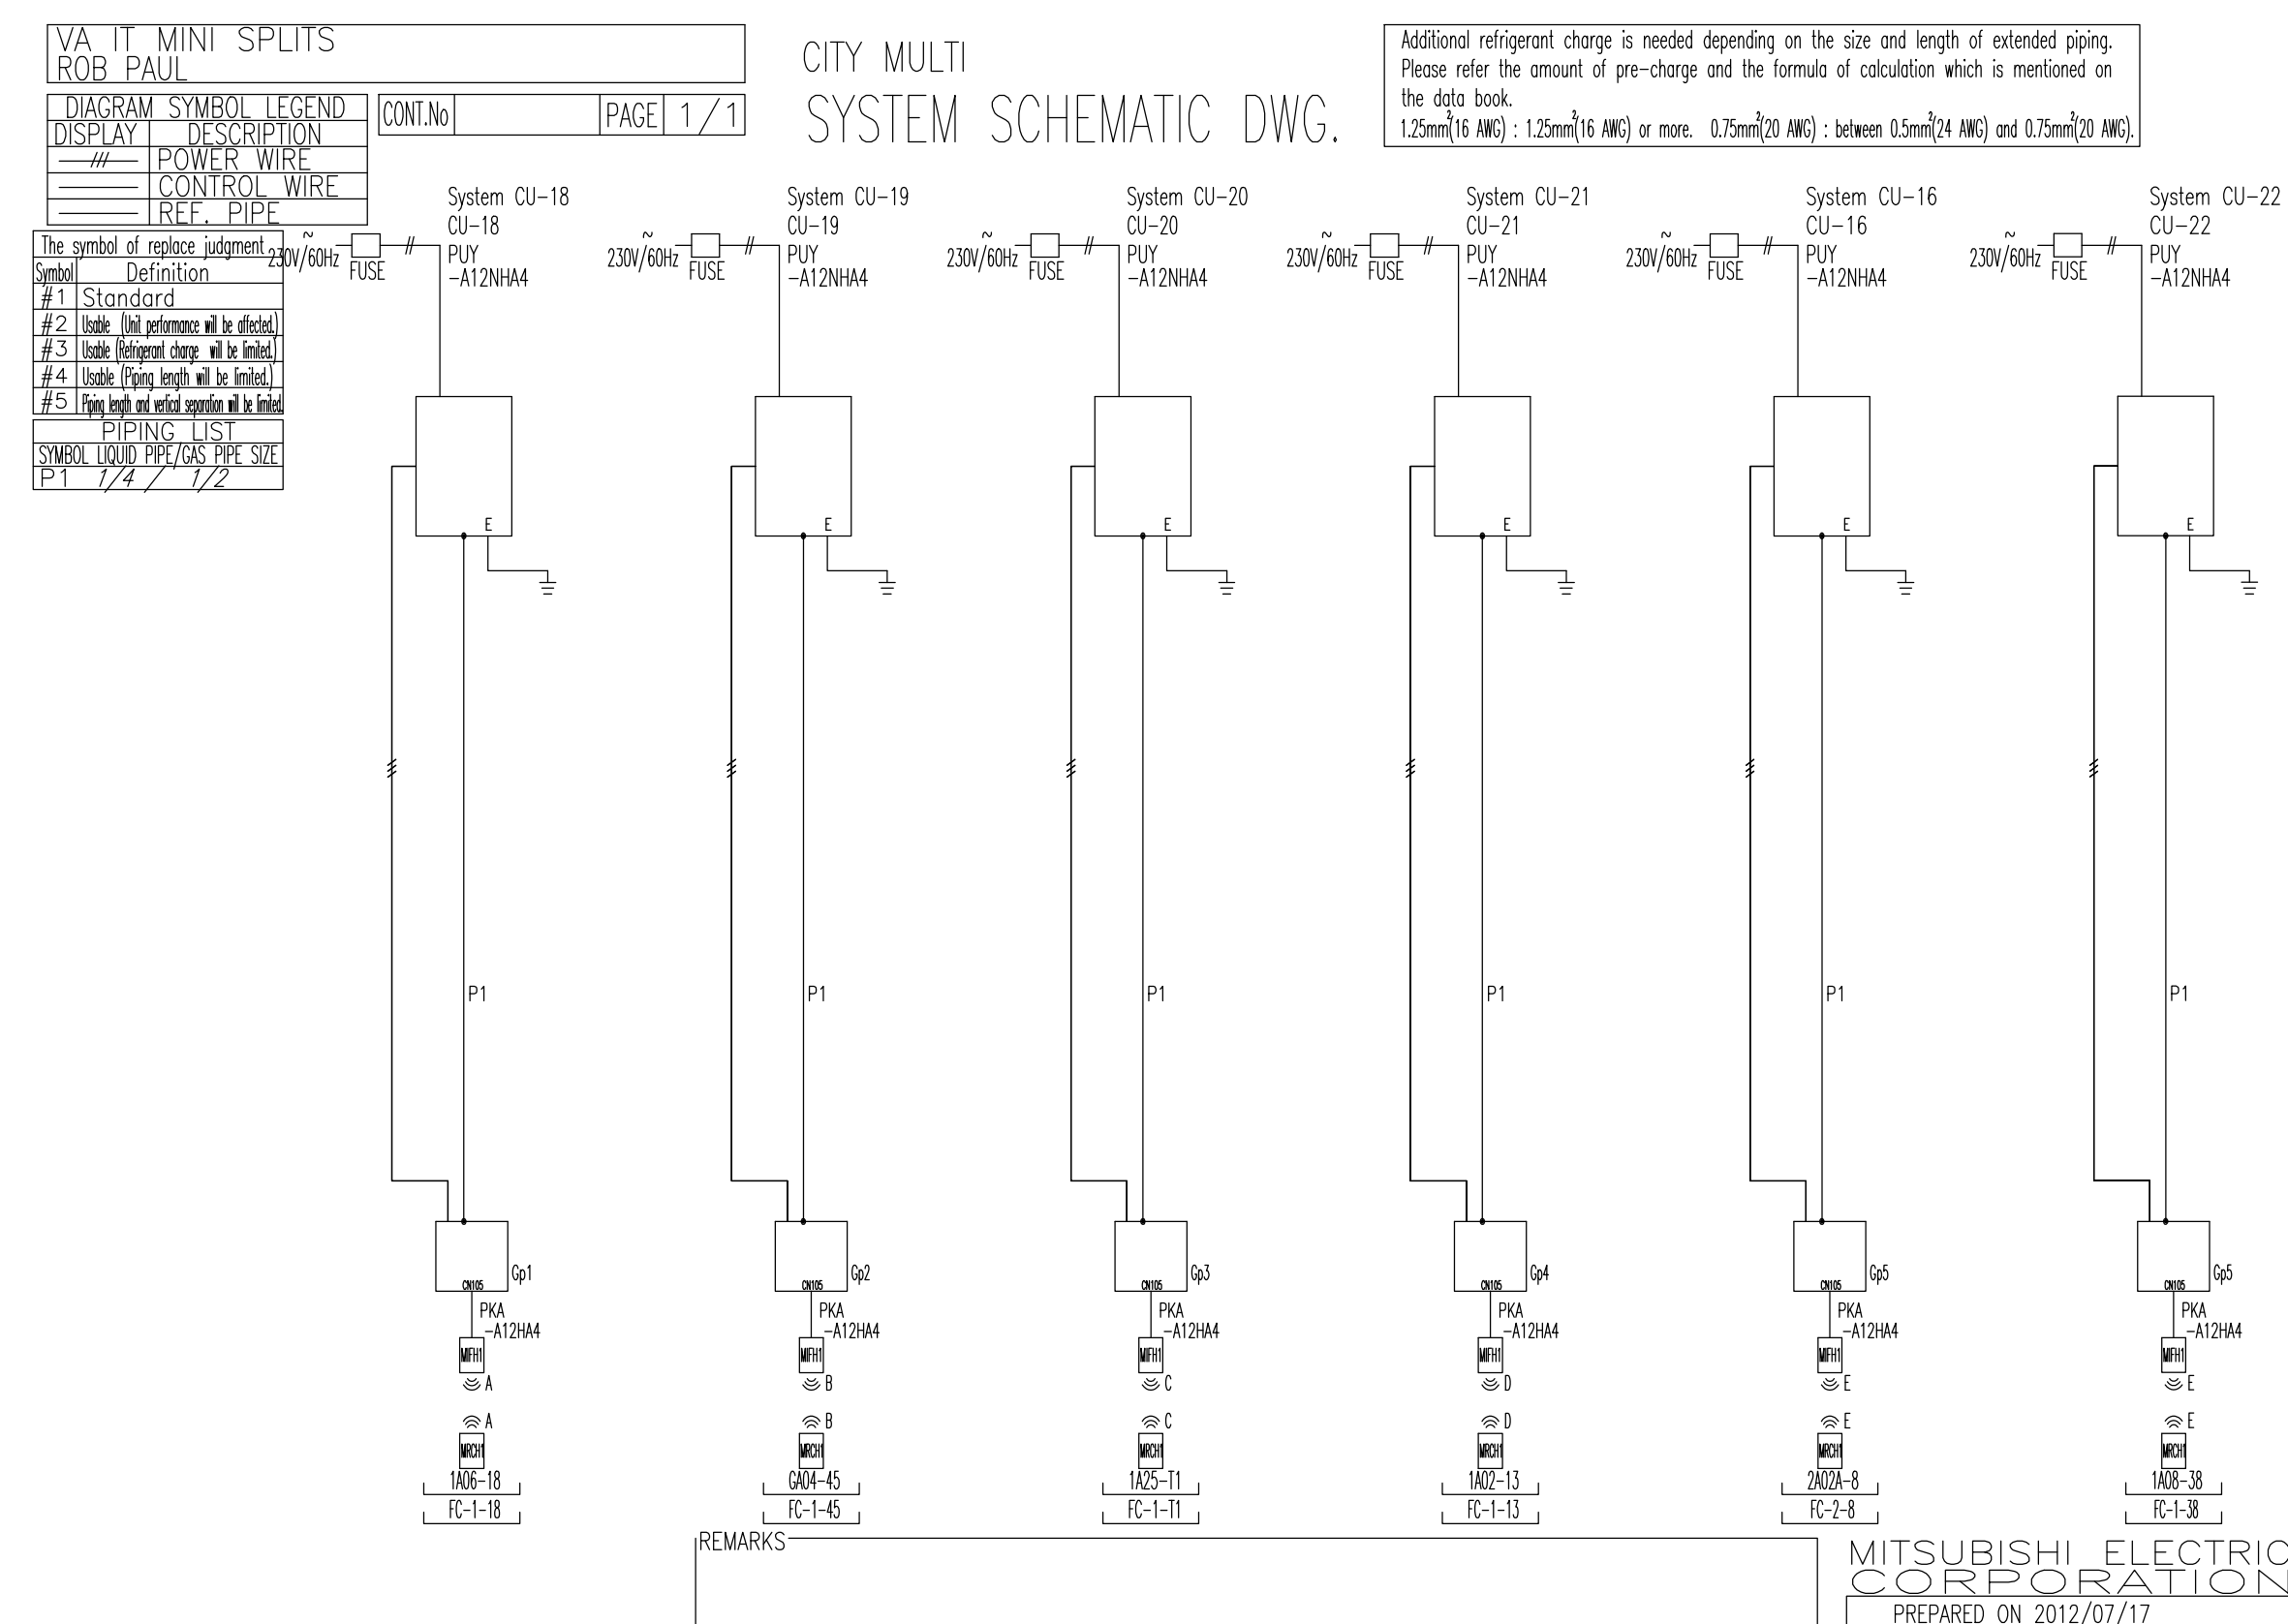 VA IT MINI SPLITS
ROB PAUL
CITY MULTI
SYSTEM SCHEMATIC DWG.
Additional refrigerant charge is needed depending on the size and length of extended piping.
Please refer the amount of pre-charge and the formula of calculation which is mentioned on
the data book.
1.25mm²(16 AWG) : 1.25mm²(16 AWG) or more. 0.75mm²(20 AWG) : between 0.5mm²(24 AWG) and 0.75mm²(20 AWG).
DIAGRAM SYMBOL LEGEND
DISPLAY DESCRIPTION
POWER WIRE
CONTROL WIRE
REF. PIPE
CONT.No PAGE 1/1
The symbol of replace judgment
Symbol Definition
#1 Standard
#2 Usable (Unit performance will be affected.)
#3 Usable (Refrigerant charge will be limited.)
#4 Usable (Piping length will be limited.)
#5 Piping length and vertical separation will be limited.
PIPING LIST
SYMBOL LIQUID PIPE/GAS PIPE SIZE
P1 1/4 / 1/2
System CU-18
CU-18
PUY
-A12NHA4
~
230V/60Hz
FUSE
E
P1
Gp1
CN105
PKA
-A12HA4
MIFH1
A
A
MRCH1
1A06-18
FC-1-18
System CU-19
CU-19
PUY
-A12NHA4
~
230V/60Hz
FUSE
E
P1
Gp2
CN105
PKA
-A12HA4
MIFH1
B
B
MRCH1
GA04-45
FC-1-45
System CU-20
CU-20
PUY
-A12NHA4
~
230V/60Hz
FUSE
E
P1
Gp3
CN105
PKA
-A12HA4
MIFH1
C
C
MRCH1
1A25-T1
FC-1-T1
System CU-21
CU-21
PUY
-A12NHA4
~
230V/60Hz
FUSE
E
P1
Gp4
CN105
PKA
-A12HA4
MIFH1
D
D
MRCH1
1A02-13
FC-1-13
System CU-16
CU-16
PUY
-A12NHA4
~
230V/60Hz
FUSE
E
P1
Gp5
CN105
PKA
-A12HA4
MIFH1
E
E
MRCH1
2A02A-8
FC-2-8
System CU-22
CU-22
PUY
-A12NHA4
~
230V/60Hz
FUSE
E
P1
Gp5
CN105
PKA
-A12HA4
MIFH1
E
E
MRCH1
1A08-38
FC-1-38
REMARKS
MITSUBISHI ELECTRIC
CORPORATION
PREPARED ON 2012/07/17